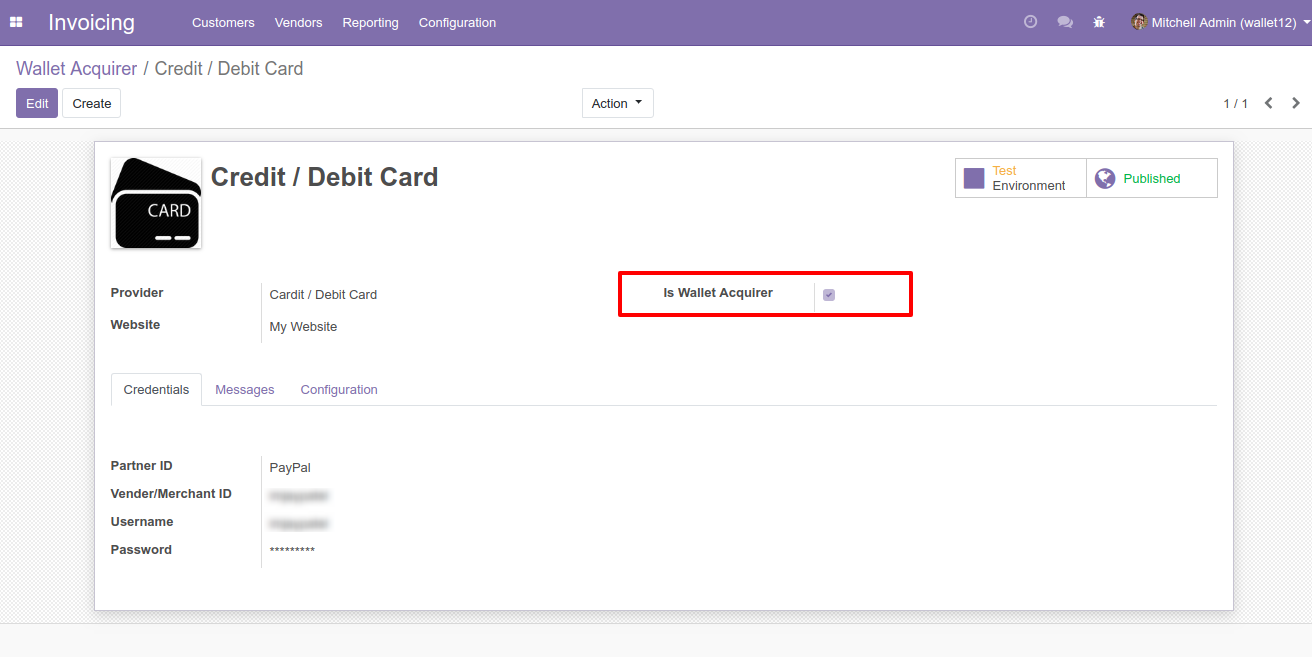 Invoicing Customers Vendors Reporting Configuration Mitchell Admin (wallet12)
Wallet Acquirer / Credit / Debit Card
Edit Create Action 1 / 1
CARD
Credit / Debit Card
Test
Environment
Published
Provider Cardit / Debit Card
Is Wallet Acquirer
Website My Website
Credentials Messages Configuration
Partner ID PayPal
Vender/Merchant ID
Username
Password *********